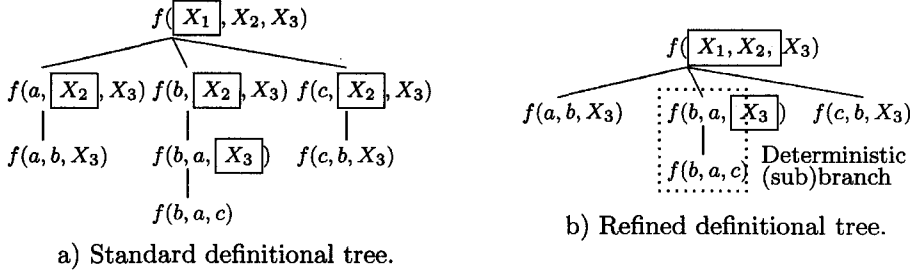 f( X₁ , X₂, X₃)
f(a, X₂ , X₃) f(b, X₂ , X₃) f(c, X₂ , X₃)
f(a, b, X₃) f(b, a, X₃ ) f(c, b, X₃)
f(b, a, c)
a) Standard definitional tree.
f( X₁, X₂, X₃)
f(a, b, X₃) f(b, a, X₃ ) f(c, b, X₃)
f(b, a, c)
Deterministic
(sub)branch
b) Refined definitional tree.